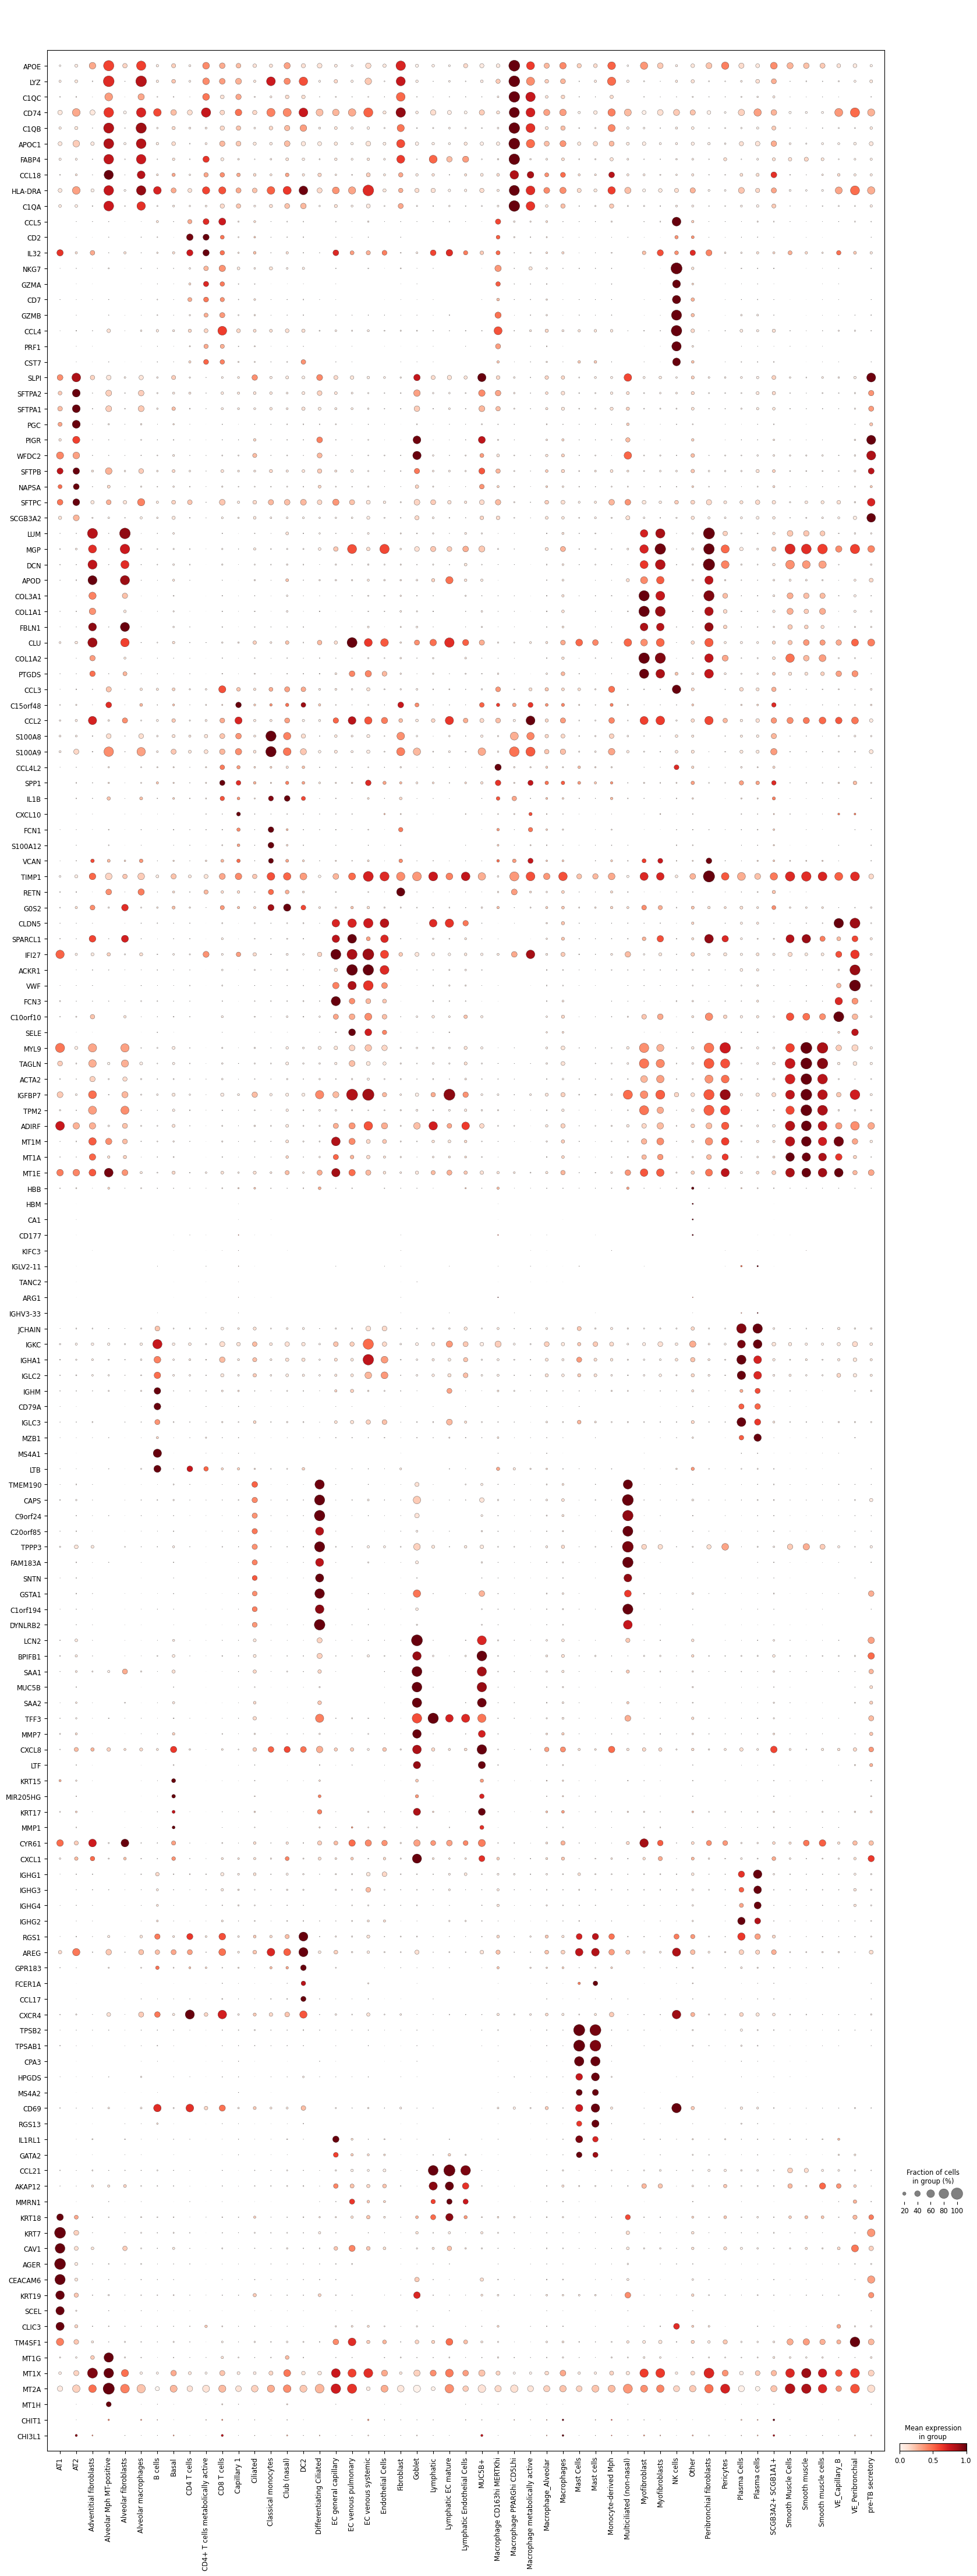 APOE
LYZ
C1QC
CD74
C1QB
APOC1
FABP4
CCL18
HLA-DRA
C1QA
CCL5
CD2
IL32
NKG7
GZMA
CD7
GZMB
CCL4
PRF1
CST7
SLPI
SFTPA2
SFTPA1
PGC
PIGR
WFDC2
SFTPB
NAPSA
SFTPC
SCGB3A2
LUM
MGP
DCN
APOD
COL3A1
COL1A1
FBLN1
CLU
COL1A2
PTGDS
CCL3
C15orf48
CCL2
S100A8
S100A9
CCL4L2
SPP1
IL1B
CXCL10
FCN1
S100A12
VCAN
TIMP1
RETN
G0S2
CLDN5
SPARCL1
IFI27
ACKR1
VWF
FCN3
C10orf10
SELE
MYL9
TAGLN
ACTA2
IGFBP7
TPM2
ADIRF
MT1M
MT1A
MT1E
HBB
HBM
CA1
CD177
KIFC3
IGLV2-11
TANC2
ARG1
IGHV3-33
JCHAIN
IGKC
IGHA1
IGLC2
IGHM
CD79A
IGLC3
MZB1
MS4A1
LTB
TMEM190
CAPS
C9orf24
C20orf85
TPPP3
FAM183A
SNTN
GSTA1
C1orf194
DYNLRB2
LCN2
BPIFB1
SAA1
MUC5B
SAA2
TFF3
MMP7
CXCL8
LTF
KRT15
MIR205HG
KRT17
MMP1
CYR61
CXCL1
IGHG1
IGHG3
IGHG4
IGHG2
RGS1
AREG
GPR183
FCER1A
CCL17
CXCR4
TPSB2
TPSAB1
CPA3
HPGDS
MS4A2
CD69
RGS13
IL1RL1
GATA2
CCL21
AKAP12
MMRN1
KRT18
KRT7
CAV1
AGER
CEACAM6
KRT19
SCEL
CLIC3
TM4SF1
MT1G
MT1X
MT2A
MT1H
CHIT1
CHI3L1
AT1
AT2
Adventitial fibroblasts
Alveolar Mph MT-positive
Alveolar fibroblasts
Alveolar macrophages
B cells
Basal
CD4 T cells
CD4+ T cells metabolically active
CD8 T cells
Capillary 1
Ciliated
Classical monocytes
Club (nasal)
DC2
Differentiating Ciliated
EC general capillary
EC venous pulmonary
EC venous systemic
Endothelial Cells
Fibroblast
Goblet
Lymphatic
Lymphatic EC mature
Lymphatic Endothelial Cells
MUC5B+
Macrophage CD163hi MERTKhi
Macrophage PPARGhi CD5Lhi
Macrophage metabolically active
Macrophage_Alveolar
Macrophages
Mast Cells
Mast cells
Monocyte-derived Mph
Multiciliated (non-nasal)
Myofibroblast
Myofibroblasts
NK cells
Other
Peribronchial fibroblasts
Pericytes
Plasma Cells
Plasma cells
SCGB3A2+ SCGB1A1+
Smooth Muscle Cells
Smooth muscle
Smooth muscle cells
VE_Capillary_B
VE_Peribronchial
pre-TB secretory
Fraction of cells
in group (%)
20 40 60 80 100
Mean expression
in group
0.0 0.5 1.0